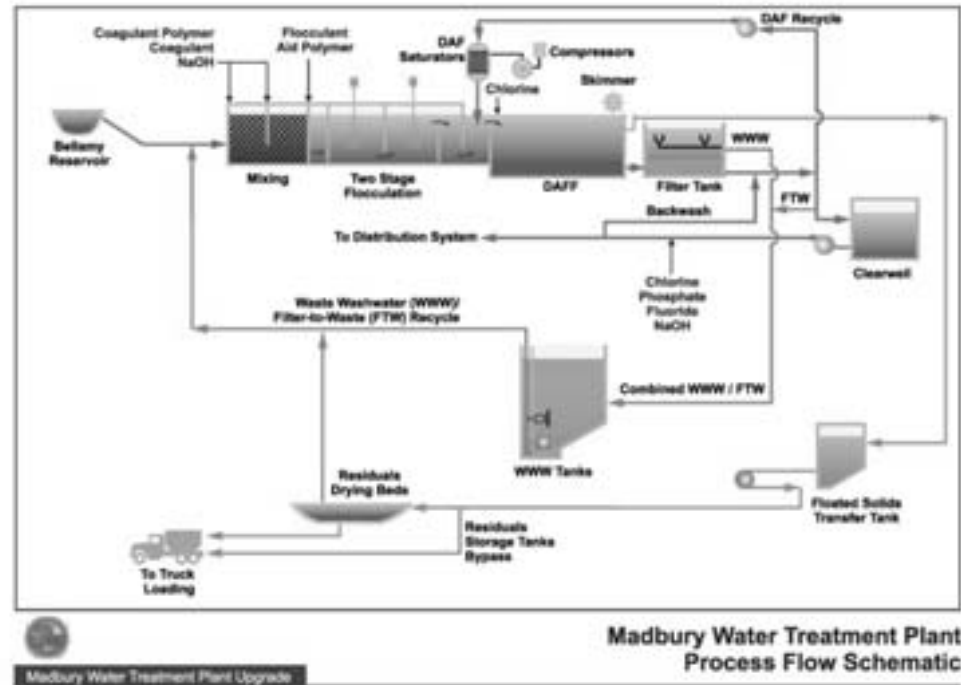 Coagulant Polymer
Coagulant
NaOH
Flocculent
Aid Polymer
DAF
Saturators
Compressors
DAF Recycle
Chlorine
Skimmer
Bellamy
Reservoir
Mixing
Two Stage
Flocculation
DAFF
Filter Tank
WWW
FTW
Backwash
To Distribution System
Clearwell
Chlorine
Phosphate
Fluoride
NaOH
Waste Washwater (WWW)/
Filter-to-Waste (FTW) Recycle
Combined WWW / FTW
WWW Tanks
Residuals
Drying Beds
Floated Solids
Transfer Tank
Residuals
Storage Tanks
Bypass
To Truck
Loading
Madbury Water Treatment Plant
Process Flow Schematic
Madbury Water Treatment Plant Upgrade